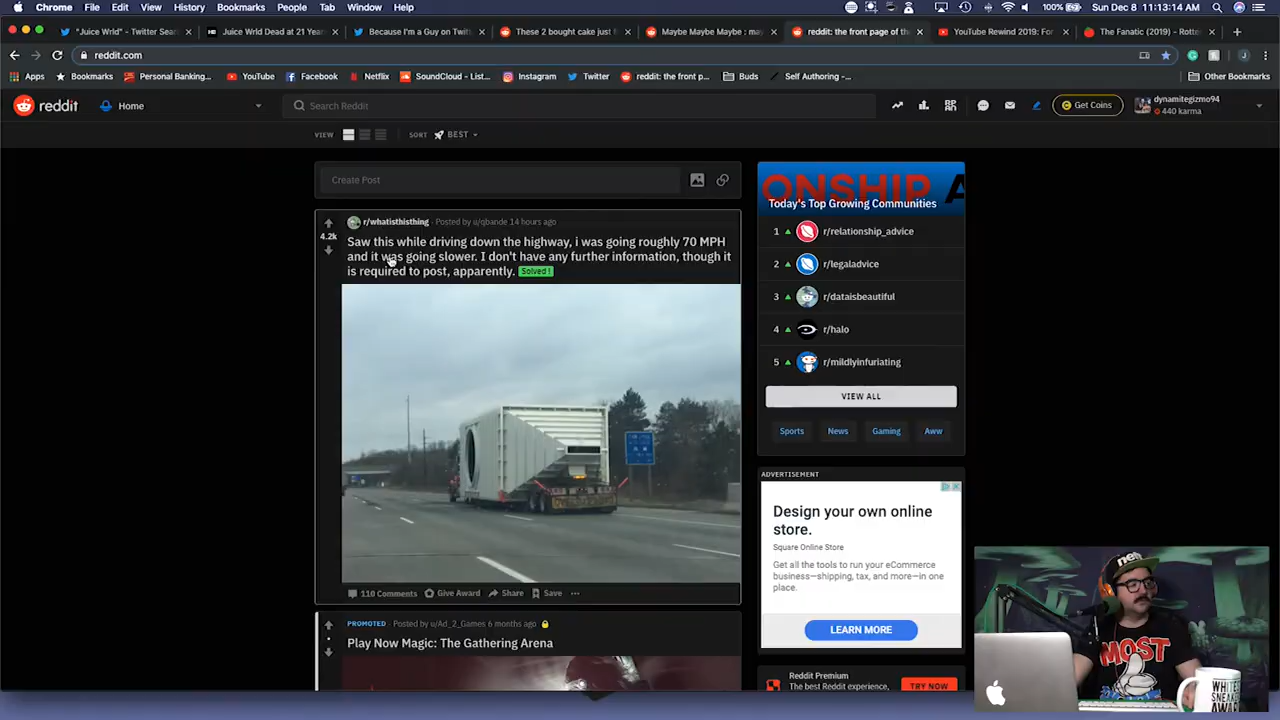 Chrome File Edit View History Bookmarks People Tab Window Help 100% Sun Dec 8 11:13:14 AM
"Juice Wrld" - Twitter Sear Juice Wrld Dead at 21 Year Because I'm a Guy on Twit These 2 bought cake just f Maybe Maybe Maybe : may reddit: the front page of th YouTube Rewind 2019: For The Fanatic (2019) - Rotte
reddit.com
Apps Bookmarks Personal Banking... YouTube Facebook Netflix SoundCloud - List... Instagram Twitter reddit: the front p... Buds Self Authoring -... Other Bookmarks
reddit Home Search Reddit Get Coins dynamitegizmo94
440 karma
VIEW SORT BEST
Create Post
r/whatisthisthing · Posted by u/qbande 14 hours ago
4.2k
Saw this while driving down the highway, i was going roughly 70 MPH
and it was going slower. I don't have any further information, though it
is required to post, apparently. Solved !
110 Comments Give Award Share Save ...
PROMOTED · Posted by u/Ad_2_Games 6 months ago
Play Now Magic: The Gathering Arena
ONSHIP A
Today's Top Growing Communities
1 r/relationship_advice
2 r/legaladvice
3 r/dataisbeautiful
4 r/halo
5 r/mildlyinfuriating
VIEW ALL
Sports News Gaming Aww
ADVERTISEMENT
Design your own online
store.
Square Online Store
Get all the tools to run your eCommerce
business—shipping, tax, and more—in one
place.
LEARN MORE
Reddit Premium
The best Reddit experience,
TRY NOW
MOST
WHITE
SNEAKE
AWAR